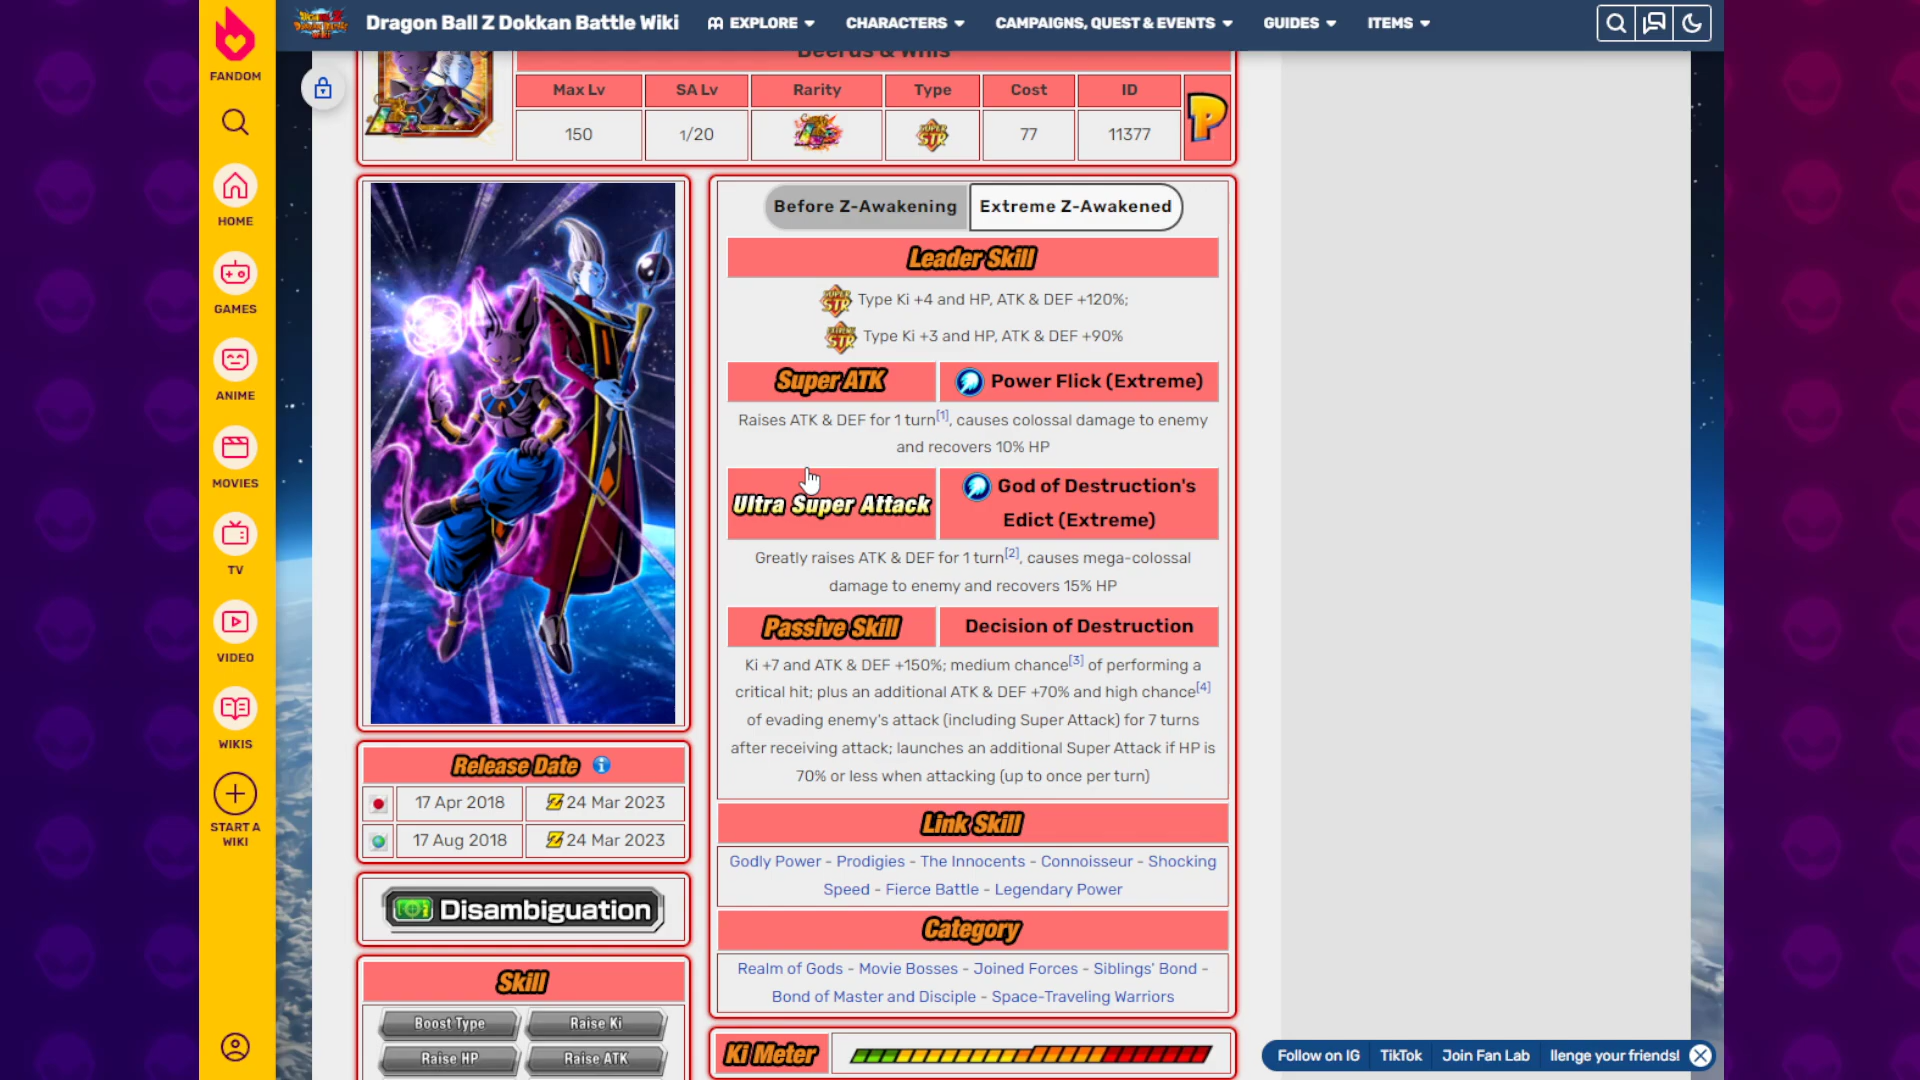 Dragon Ball Z Dokkan Battle Wiki
EXPLORE
CHARACTERS
CAMPAIGNS, QUEST & EVENTS
GUIDES
ITEMS
FANDOM
HOME
GAMES
ANIME
MOVIES
TV
VIDEO
WIKIS
START A
WIKI
Beerus & Whis
Max Lv
SA Lv
Rarity
Type
Cost
ID
150
1/20
SUPER STR
77
11377
P
LR
Before Z-Awakening
Extreme Z-Awakened
Leader Skill
SUPER STR Type Ki +4 and HP, ATK & DEF +120%;
EXTREME STR Type Ki +3 and HP, ATK & DEF +90%
Super ATK
Power Flick (Extreme)
Raises ATK & DEF for 1 turn[1], causes colossal damage to enemy
and recovers 10% HP
Ultra Super Attack
God of Destruction's
Edict (Extreme)
Greatly raises ATK & DEF for 1 turn[2], causes mega-colossal
damage to enemy and recovers 15% HP
Passive Skill
Decision of Destruction
Ki +7 and ATK & DEF +150%; medium chance[3] of performing a
critical hit; plus an additional ATK & DEF +70% and high chance[4]
of evading enemy's attack (including Super Attack) for 7 turns
after receiving attack; launches an additional Super Attack if HP is
70% or less when attacking (up to once per turn)
Link Skill
Godly Power - Prodigies - The Innocents - Connoisseur - Shocking
Speed - Fierce Battle - Legendary Power
Category
Realm of Gods - Movie Bosses - Joined Forces - Siblings' Bond -
Bond of Master and Disciple - Space-Traveling Warriors
Ki Meter
Release Date
17 Apr 2018
Z 24 Mar 2023
17 Aug 2018
Z 24 Mar 2023
Disambiguation
Skill
Boost Type
Raise Ki
Raise HP
Raise ATK
Follow on IG
TikTok
Join Fan Lab
llenge your friends!